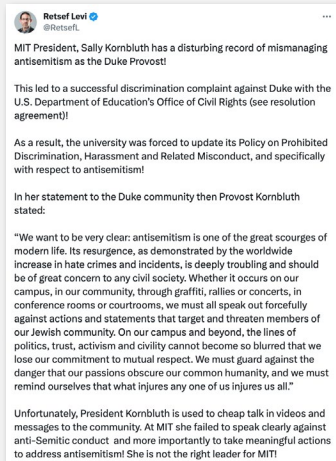 Retsef Levi
@RetsefL
MIT President, Sally Kornbluth has a disturbing record of mismanaging
antisemitism as the Duke Provost!
This led to a successful discrimination complaint against Duke with the
U.S. Department of Education's Office of Civil Rights (see resolution
agreement)!
As a result, the university was forced to update its Policy on Prohibited
Discrimination, Harassment and Related Misconduct, and specifically
with respect to antisemitism!
In her statement to the Duke community then Provost Kornbluth
stated:
“We want to be very clear: antisemitism is one of the great scourges of
modern life. Its resurgence, as demonstrated by the worldwide
increase in hate crimes and incidents, is deeply troubling and should
be of great concern to any civil society. Whether it occurs on our
campus, in our community, through graffiti, rallies or concerts, in
conference rooms or courtrooms, we must all speak out forcefully
against actions and statements that target and threaten members of
our Jewish community. On our campus and beyond, the lines of
politics, trust, activism and civility cannot become so blurred that we
lose our commitment to mutual respect. We must guard against the
danger that our passions obscure our common humanity, and we must
remind ourselves that what injures any one of us injures us all.”
Unfortunately, President Kornbluth is used to cheap talk in videos and
messages to the community. At MIT she failed to speak clearly against
anti-Semitic conduct and more importantly to take meaningful actions
to address antisemitism! She is not the right leader for MIT!